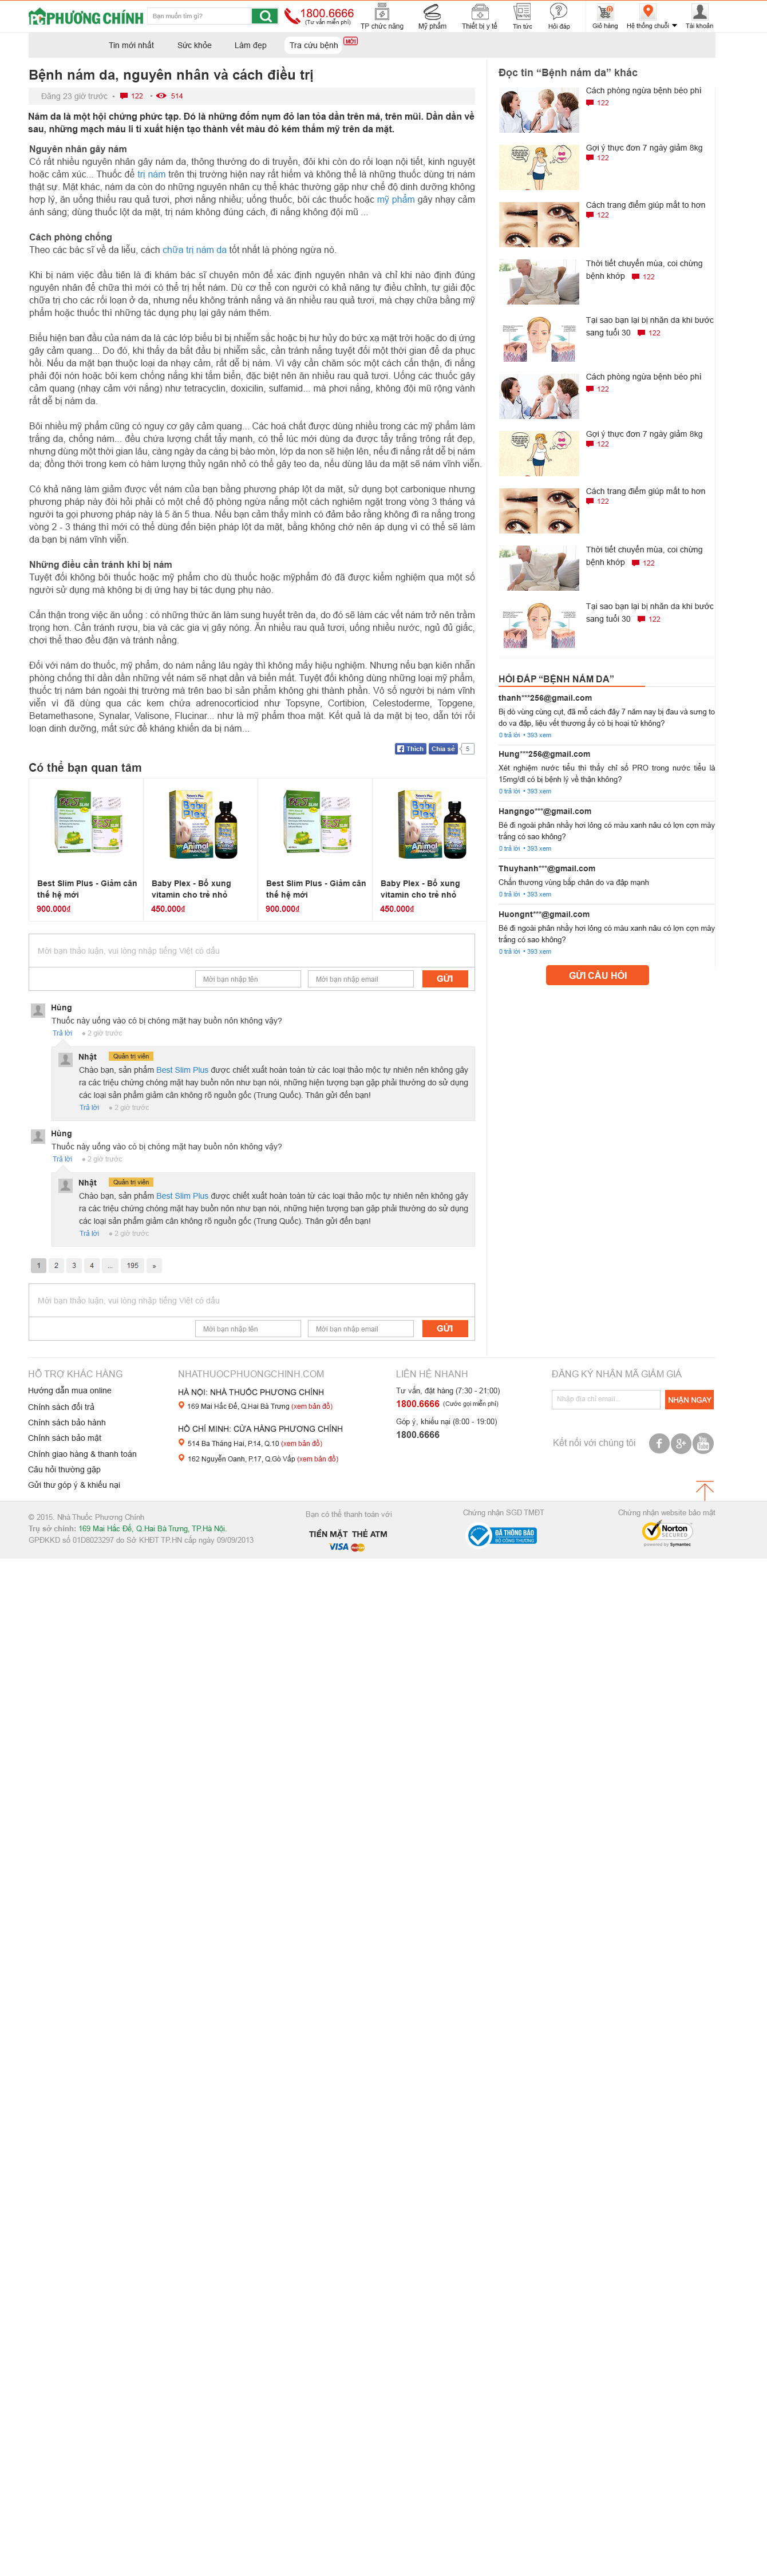 PHƯƠNG CHÍNH
Bạn muốn tìm gì?
1800.6666
(Tư vấn miễn phí)
TP chức năng
Mỹ phẩm
Thiết bị y tế
Tin tức
Hỏi đáp
Giỏ hàng
Hệ thống chuỗi
Tài khoản
Tin mới nhất
Sức khỏe
Làm đẹp
Tra cứu bệnh
MỚI
Bệnh nám da, nguyên nhân và cách điều trị
Đăng 23 giờ trước • 122 • 514
Nám da là một hội chứng phức tạp. Đó là những đốm nụm đỏ lan tỏa dần trên má, trên mũi. Dần dần về
sau, những mạch máu li ti xuất hiện tạo thành vết màu đỏ kém thẩm mỹ trên da mặt.
Nguyên nhân gây nám
Có rất nhiều nguyên nhân gây nám da, thông thường do di truyền, đôi khi còn do rối loạn nội tiết, kinh nguyệt
hoặc cảm xúc... Thuốc để trị nám trên thị trường hiện nay rất hiếm và không thể là những thuốc dùng trị nám
thật sự. Mặt khác, nám da còn do những nguyên nhân cụ thể khác thường gặp như chế độ dinh dưỡng không
hợp lý, ăn uống thiếu rau quả tươi, phơi nắng nhiều; uống thuốc, bôi các thuốc hoặc mỹ phẩm gây nhạy cảm
ánh sáng; dùng thuốc lột da mặt, trị nám không đúng cách, đi nắng không đội mũ ...
Cách phòng chống
Theo các bác sĩ về da liễu, cách chữa trị nám da tốt nhất là phòng ngừa nó.
Khi bị nám việc đầu tiên là đi khám bác sĩ chuyên môn để xác định nguyên nhân và chỉ khi nào xác định đúng
nguyên nhân để chữa thì mới có thể trị hết nám. Dù cơ thể con người có khả năng tự điều chỉnh, tự giải độc
chữa trị cho các rối loạn ở da, nhưng nếu không tránh nắng và ăn nhiều rau quả tươi, mà chạy chữa bằng mỹ
phẩm hoặc thuốc thì những tác dụng phụ lại gây nám thêm.
Biểu hiện ban đầu của nám da là các lớp biểu bì bị nhiễm sắc hoặc bị hư hủy do bức xạ mặt trời hoặc do dị ứng
gây cảm quang... Do đó, khi thấy da bắt đầu bị nhiễm sắc, cần tránh nắng tuyệt đối một thời gian để da phục
hồi. Nếu da mặt bạn thuộc loại da nhạy cảm, rất dễ bị nám. Vì vậy cần chăm sóc một cách cẩn thận, đi nắng
phải đội nón hoặc bôi kem chống nắng khi tắm biển, đặc biệt nên ăn nhiều rau quả tươi. Uống các thuốc gây
cảm quang (nhạy cảm với nắng) như tetracyclin, doxicilin, sulfamid... mà phơi nắng, không đội mũ rộng vành
rất dễ bị nám da.
Bôi nhiều mỹ phẩm cũng có nguy cơ gây cảm quang... Các hoá chất được dùng nhiều trong các mỹ phẩm làm
trắng da, chống nám... đều chứa lượng chất tẩy mạnh, có thể lúc mới dùng da được tẩy trắng trông rất đẹp,
nhưng dùng một thời gian lâu, càng ngày da càng bị bào mòn, lớp da non sẽ hiện lên, nếu đi nắng rất dễ bị nám
da; đồng thời trong kem có hàm lượng thủy ngân nhỏ có thể gây teo da, nếu dùng lâu da mặt sẽ bị nám vĩnh viễn.
Có khả năng làm giảm được vết nám của bạn bằng phương pháp lột da mặt, sử dụng bọt carbonique nhưng
phương pháp này đòi hỏi phải có một chế độ phòng ngừa nắng một cách nghiêm ngặt trong vòng 3 tháng và
người ta gọi phương pháp này là 5 ăn 5 thua. Nếu bạn cảm thấy mình có đảm bảo rằng không đi ra nắng trong
vòng 2 - 3 tháng thì mới có thể dùng đến biện pháp lột da mặt, bằng không chớ nên áp dụng vì có thể sẽ làm
da bạn bị nám vĩnh viễn.
Những điều cần tránh khi bị nám
Tuyệt đối không bôi thuốc hoặc mỹ phẩm cho dù thuốc hoặc mỹphẩm đó đã được kiểm nghiệm qua một số
người sử dụng mà không bị dị ứng hay bị tác dụng phụ nào.
Cẩn thận trong việc ăn uống : có những thức ăn làm sung huyết trên da, do đó sẽ làm các vết nám trở nên trầm
trọng hơn. Cần tránh rượu, bia và các gia vị gây nóng. Ăn nhiều rau quả tươi, uống nhiều nước, ngủ đủ giấc,
chơi thể thao đều đặn và tránh nắng.
Đối với nám do thuốc, mỹ phẩm, do nám nắng lâu ngày thì không mấy hiệu nghiệm. Nhưng nếu bạn kiên nhẫn
phòng chống thì dần dần những vết nám sẽ nhạt dần và biến mất. Tuyệt đối không dùng những loại mỹ phẩm,
thuốc trị nám bán ngoài thị trường mà trên bao bì sản phẩm không ghi thành phần. Vô số người bị nám vĩnh
viễn vì đã dùng qua các kem chứa adrenocorticiod như Topsyne, Cortibion, Celestoderme, Topgene,
Betamethasone, Synalar, Valisone, Flucinar... như là mỹ phẩm thoa mặt. Kết quả là da mặt bị teo, dẫn tới rối
loạn dinh dưỡng, mất sức đề kháng khiến da bị nám...
Thích
Chia sẻ
5
Có thể bạn quan tâm
Best Slim Plus - Giảm cân
thế hệ mới
900.000₫
Baby Plex - Bổ xung
vitamin cho trẻ nhỏ
450.000₫
Best Slim Plus - Giảm cân
thế hệ mới
900.000₫
Baby Plex - Bổ xung
vitamin cho trẻ nhỏ
450.000₫
Mời bạn thảo luận, vui lòng nhập tiếng Việt có dấu
Mời bạn nhập tên
Mời bạn nhập email
GỬI
Hùng
Thuốc này uống vào có bị chóng mặt hay buồn nôn không vậy?
Trả lời ● 2 giờ trước
Nhật Quản trị viên
Chào bạn, sản phẩm Best Slim Plus được chiết xuất hoàn toàn từ các loại thảo mộc tự nhiên nên không gây
ra các triệu chứng chóng mặt hay buồn nôn như bạn nói, những hiện tượng bạn gặp phải thường do sử dụng
các loại sản phẩm giảm cân không rõ nguồn gốc (Trung Quốc). Thân gửi đến bạn!
Trả lời ● 2 giờ trước
Hùng
Thuốc này uống vào có bị chóng mặt hay buồn nôn không vậy?
Trả lời ● 2 giờ trước
Nhật Quản trị viên
Chào bạn, sản phẩm Best Slim Plus được chiết xuất hoàn toàn từ các loại thảo mộc tự nhiên nên không gây
ra các triệu chứng chóng mặt hay buồn nôn như bạn nói, những hiện tượng bạn gặp phải thường do sử dụng
các loại sản phẩm giảm cân không rõ nguồn gốc (Trung Quốc). Thân gửi đến bạn!
Trả lời ● 2 giờ trước
1 2 3 4 ... 195 »
Mời bạn thảo luận, vui lòng nhập tiếng Việt có dấu
Mời bạn nhập tên
Mời bạn nhập email
GỬI
Đọc tin “Bệnh nám da” khác
Cách phòng ngừa bệnh béo phì
122
Gợi ý thực đơn 7 ngày giảm 8kg
122
Cách trang điểm giúp mắt to hơn
122
Thời tiết chuyển mùa, coi chừng
bệnh khớp 122
Tại sao bạn lại bị nhăn da khi bước
sang tuổi 30 122
Cách phòng ngừa bệnh béo phì
122
Gợi ý thực đơn 7 ngày giảm 8kg
122
Cách trang điểm giúp mắt to hơn
122
Thời tiết chuyển mùa, coi chừng
bệnh khớp 122
Tại sao bạn lại bị nhăn da khi bước
sang tuổi 30 122
HỎI ĐÁP “BỆNH NÁM DA”
thanh***256@gmail.com
Bị dò vùng cùng cụt, đã mổ cách đây 7 năm nay bị đau và sưng to
do va đập, liệu vết thương ấy có bị hoại tử không?
0 trả lời • 393 xem
Hung***256@gmail.com
Xét nghiệm nước tiểu thì thấy chỉ số PRO trong nước tiểu là
15mg/dl có bị bệnh lý về thận không?
0 trả lời • 393 xem
Hangngo***@gmail.com
Bé đi ngoài phân nhầy hơi lỏng có màu xanh nâu có lợn cợn máy
trắng có sao không?
0 trả lời • 393 xem
Thuyhanh***@gmail.com
Chấn thương vùng bắp chân do va đập mạnh
0 trả lời • 393 xem
Huongnt***@gmail.com
Bé đi ngoài phân nhầy hơi lỏng có màu xanh nâu có lợn cợn máy
trắng có sao không?
0 trả lời • 393 xem
GỬI CÂU HỎI
HỖ TRỢ KHÁC HÀNG
Hướng dẫn mua online
Chính sách đổi trả
Chính sách bảo hành
Chính sách bảo mật
Chính giao hàng & thanh toán
Câu hỏi thường gặp
Gửi thư góp ý & khiếu nại
NHATHUOCPHUONGCHINH.COM
HÀ NỘI: NHÀ THUỐC PHƯƠNG CHÍNH
169 Mai Hắc Đế, Q.Hai Bà Trưng (xem bản đồ)
HỒ CHÍ MINH: CỬA HÀNG PHƯƠNG CHÍNH
514 Ba Tháng Hai, P.14, Q.10 (xem bản đồ)
162 Nguyễn Oanh, P.17, Q.Gò Vấp (xem bản đồ)
LIÊN HỆ NHANH
Tư vấn, đặt hàng (7:30 - 21:00)
1800.6666 (Cước gọi miễn phí)
Góp ý, khiếu nại (8:00 - 19:00)
1800.6666
ĐĂNG KÝ NHẬN MÃ GIẢM GIÁ
Nhập địa chỉ email...
NHẬN NGAY
Kết nối với chúng tôi
© 2015. Nhà Thuốc Phương Chính
Trụ sở chính: 169 Mai Hắc Đế, Q.Hai Bà Trưng, TP.Hà Nội.
GPĐKKD số 01D8023297 do Sở KHĐT TP.HN cấp ngày 09/09/2013
Bạn có thể thanh toán với
TIỀN MẶT THẺ ATM
VISA
Chứng nhận SGD TMĐT
ĐÃ THÔNG BÁO
BỘ CÔNG THƯƠNG
Chứng nhận website bảo mật
Norton
SECURED
powered by Symantec